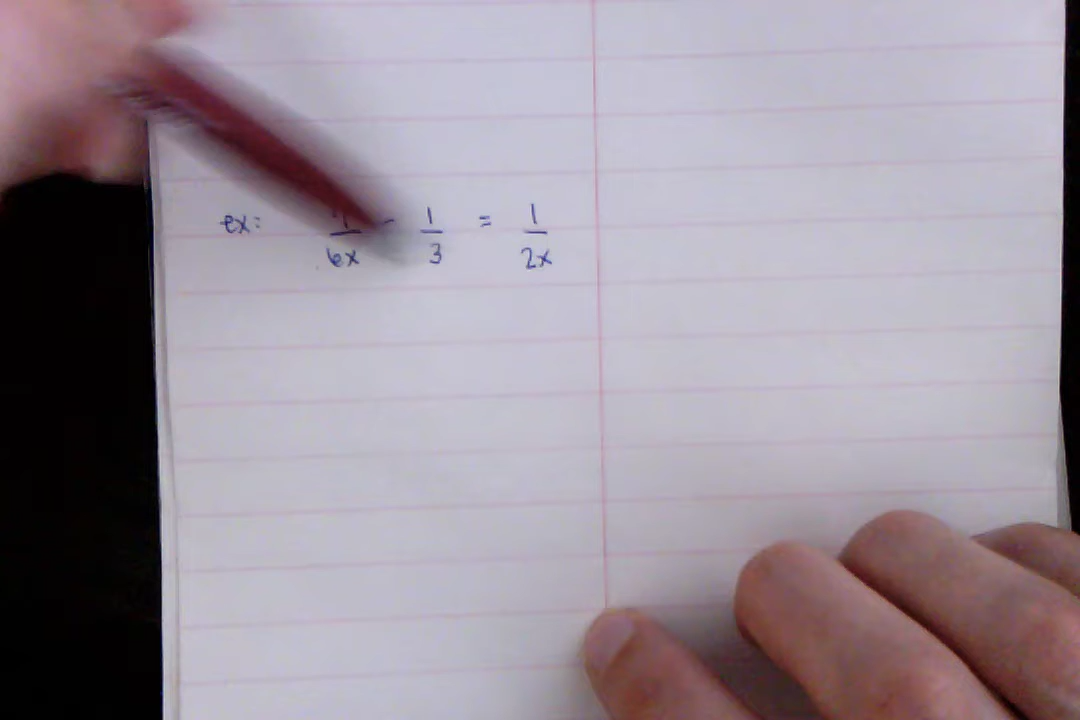 ex: /6x - 1/3 = 1/2x